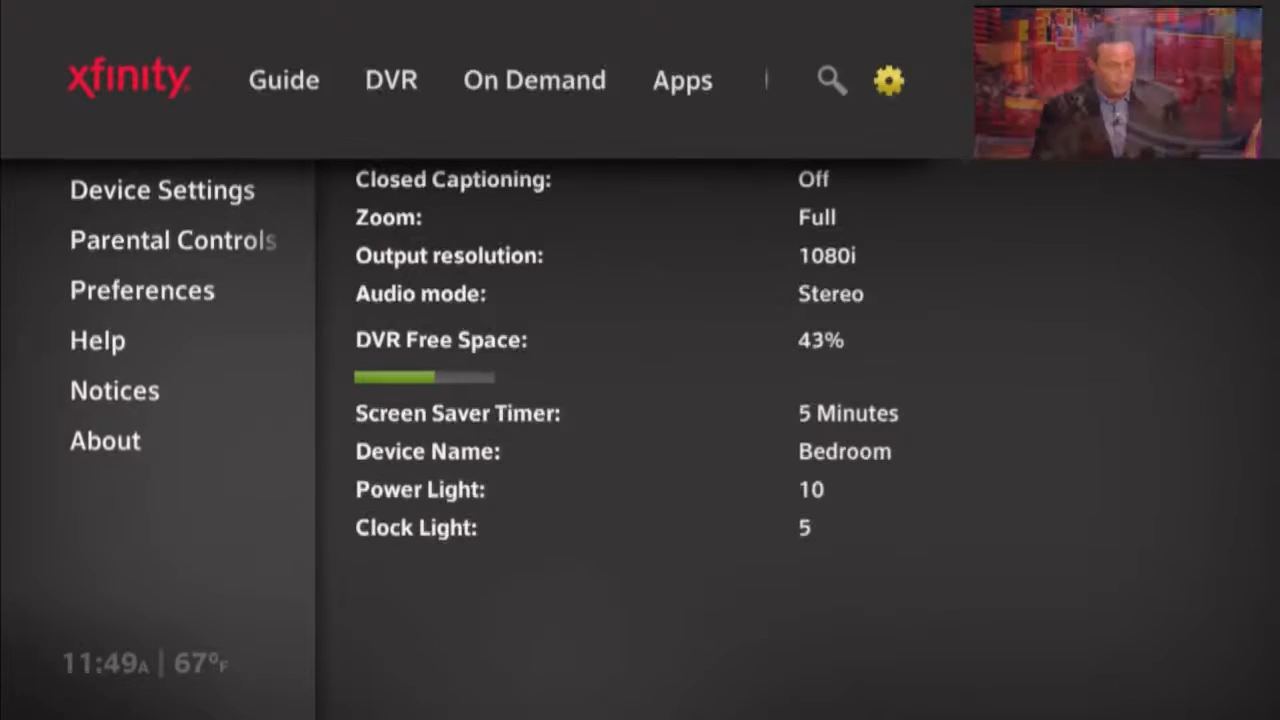 xfinity Guide DVR On Demand Apps
Device Settings
Parental Controls
Preferences
Help
Notices
About
11:49A | 67°F
Closed Captioning: Off
Zoom: Full
Output resolution: 1080i
Audio mode: Stereo
DVR Free Space: 43%
Screen Saver Timer: 5 Minutes
Device Name: Bedroom
Power Light: 10
Clock Light: 5